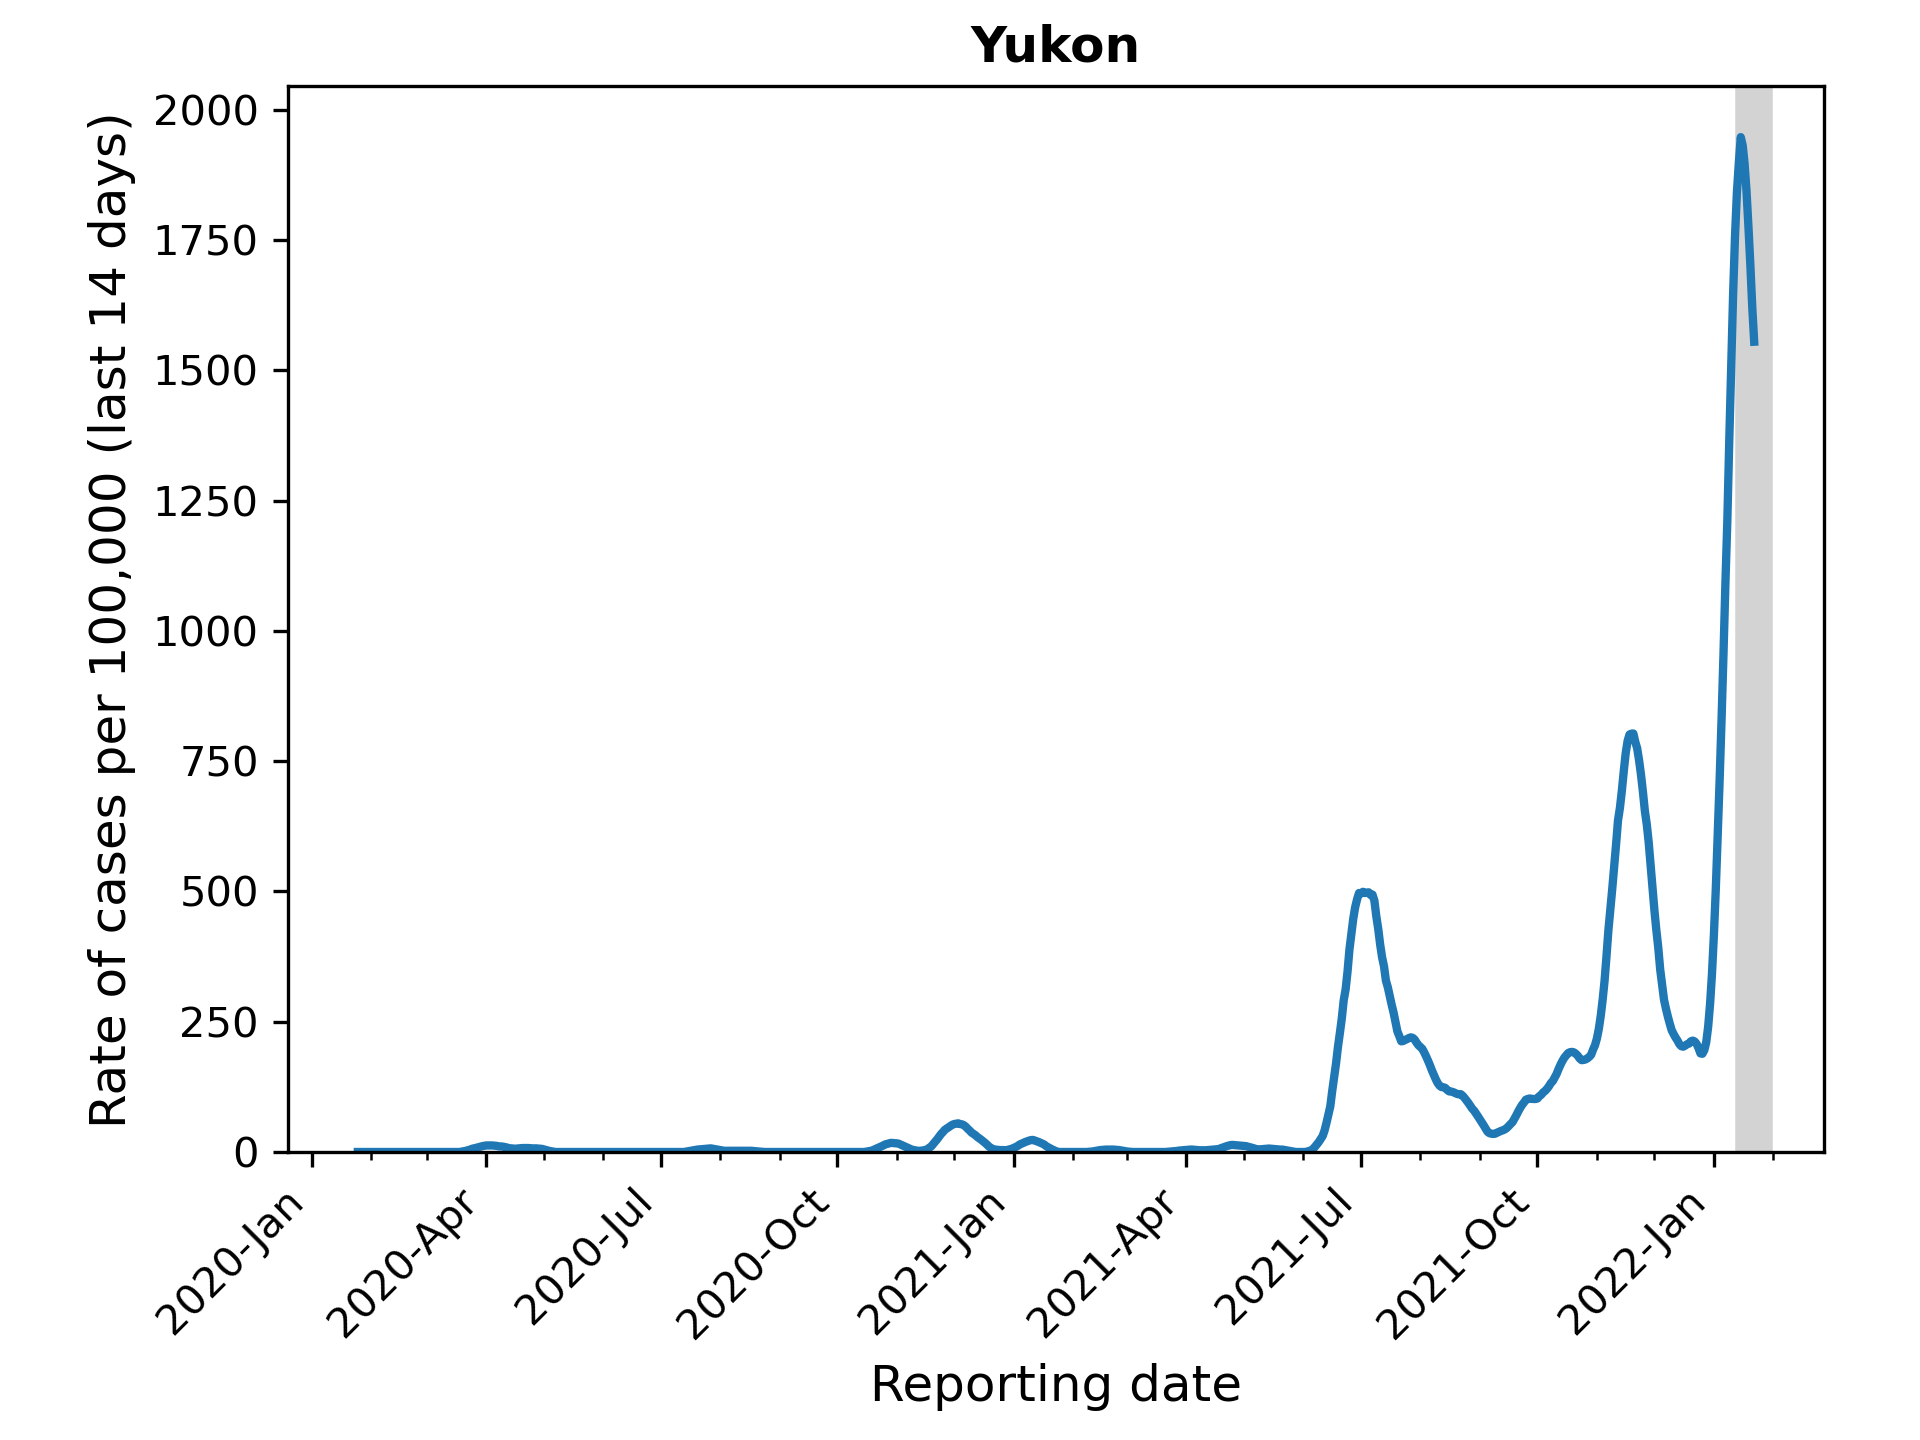 Yukon
Rate of cases per 100,000 (last 14 days)
2000
1750
1500
1250
1000
750
500
250
0
2020-Jan
2020-Apr
2020-Jul
2020-Oct
2021-Jan
2021-Apr
2021-Jul
2021-Oct
2022-Jan
Reporting date